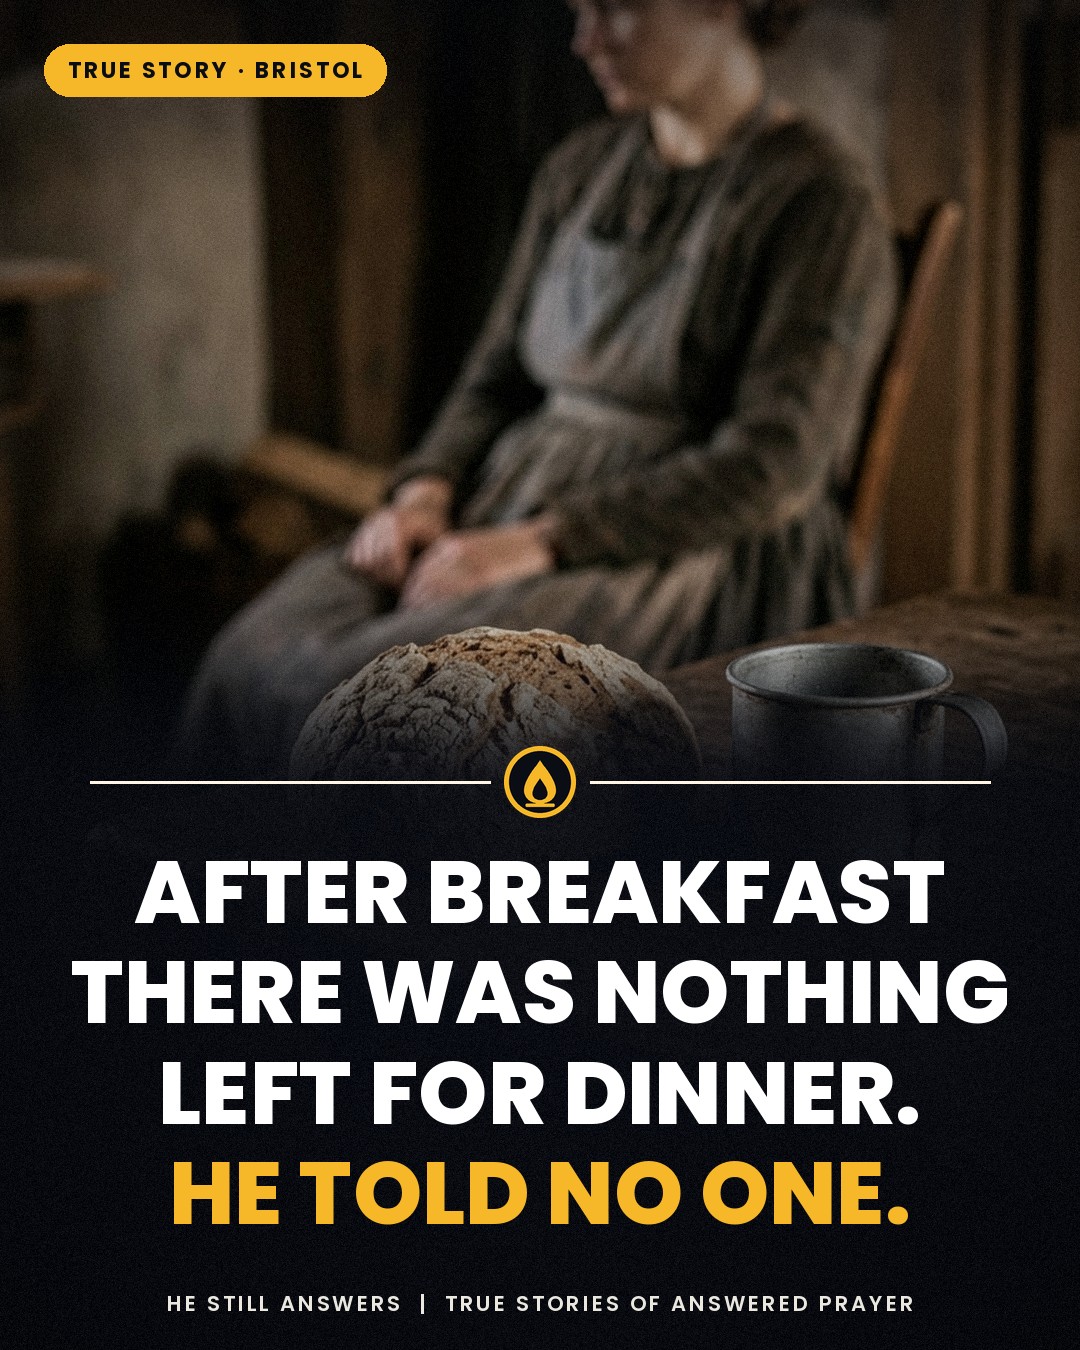 TRUE STORY · BRISTOL
AFTER BREAKFAST
THERE WAS NOTHING
LEFT FOR DINNER.
HE TOLD NO ONE.
HE STILL ANSWERS | TRUE STORIES OF ANSWERED PRAYER